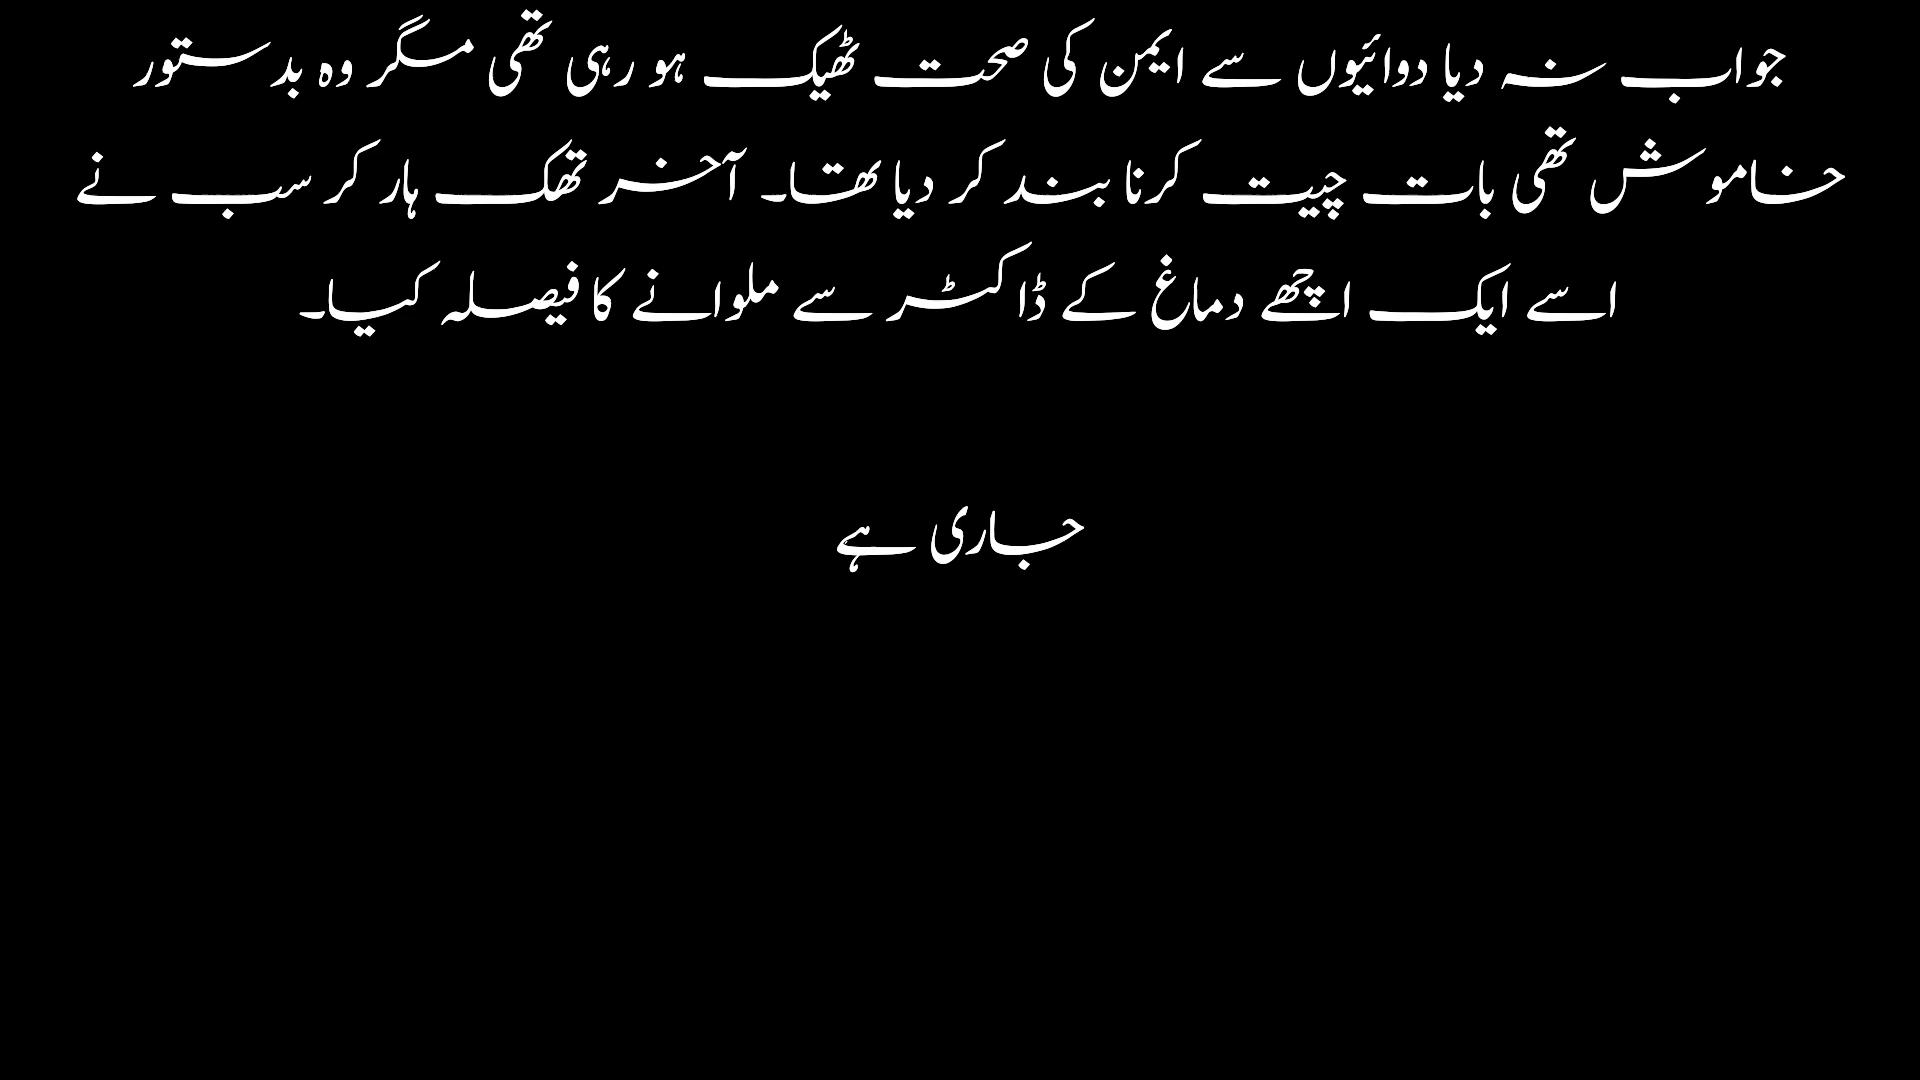 جواب نہ دیا دوائیوں سے ایمن کی صحت ٹھیک ہو رہی تھی مگر وہ بدستور
خاموش تھی بات چیت کرنا بند کر دیا تھا۔ آخر تھک ہار کر سب نے
اسے ایک اچھے دماغ کے ڈاکٹر سے ملوانے کا فیصلہ کیا۔
جاری ہے